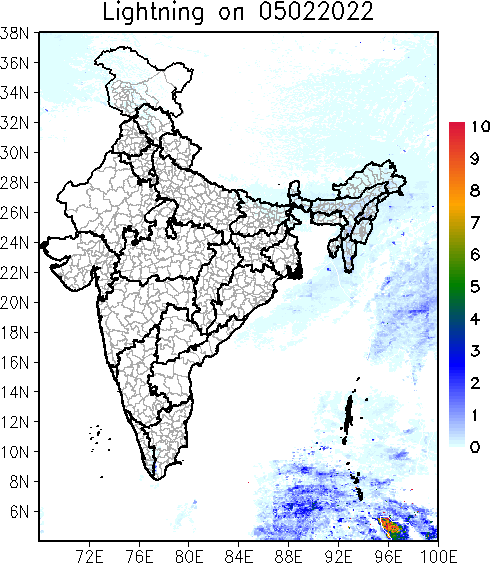 Lightning on 05022022
38N
36N
34N
32N
30N
28N
26N
24N
22N
20N
18N
16N
14N
12N
10N
8N
6N
10
9
8
7
6
5
4
3
2
1
0
72E 76E 80E 84E 88E 92E 96E 100E